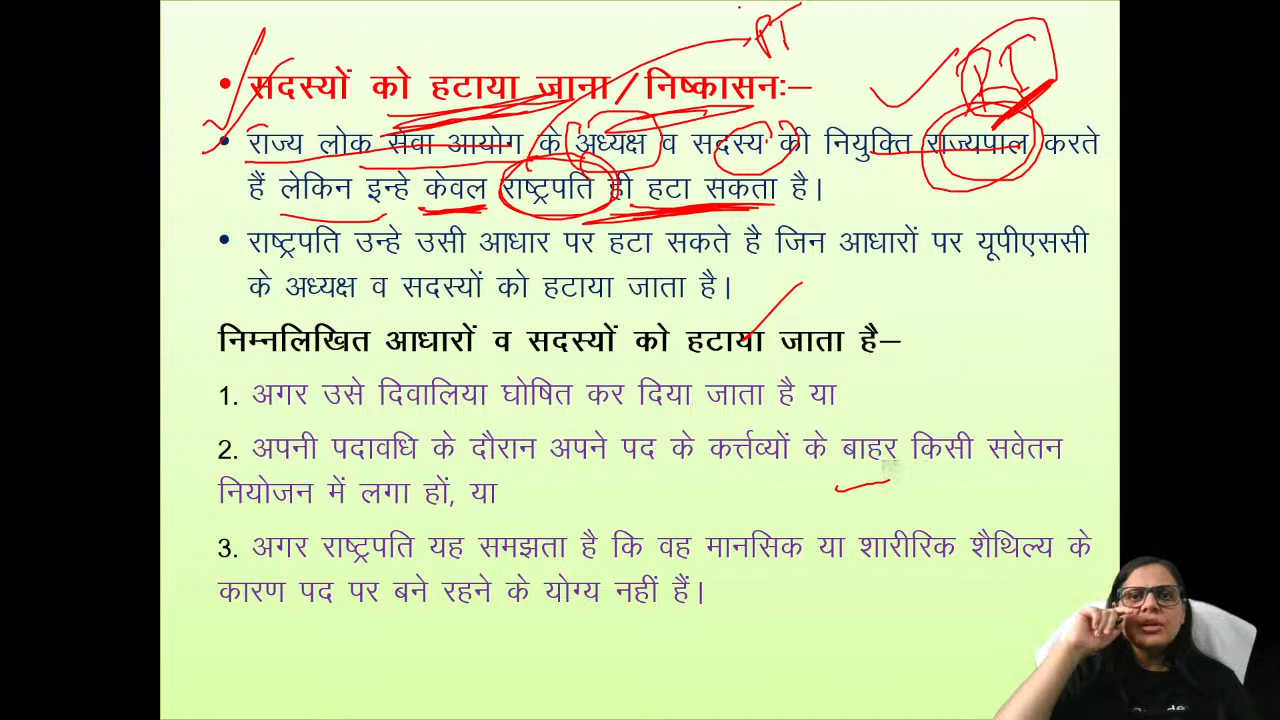 PT
PT
• सदस्यों को हटाया जाना/निष्कासनः–
• राज्य लोक सेवा आयोग के अध्यक्ष व सदस्य की नियुक्ति राज्यपाल करते
हैं लेकिन इन्हे केवल राष्ट्रपति ही हटा सकता है।
• राष्ट्रपति उन्हे उसी आधार पर हटा सकते है जिन आधारों पर यूपीएससी
के अध्यक्ष व सदस्यों को हटाया जाता है।
निम्नलिखित आधारों व सदस्यों को हटाया जाता है–
1. अगर उसे दिवालिया घोषित कर दिया जाता है या
2. अपनी पदावधि के दौरान अपने पद के कर्त्तव्यों के बाहर किसी सवेतन
नियोजन में लगा हों, या
3. अगर राष्ट्रपति यह समझता है कि वह मानसिक या शारीरिक शैथिल्य के
कारण पद पर बने रहने के योग्य नहीं हैं।